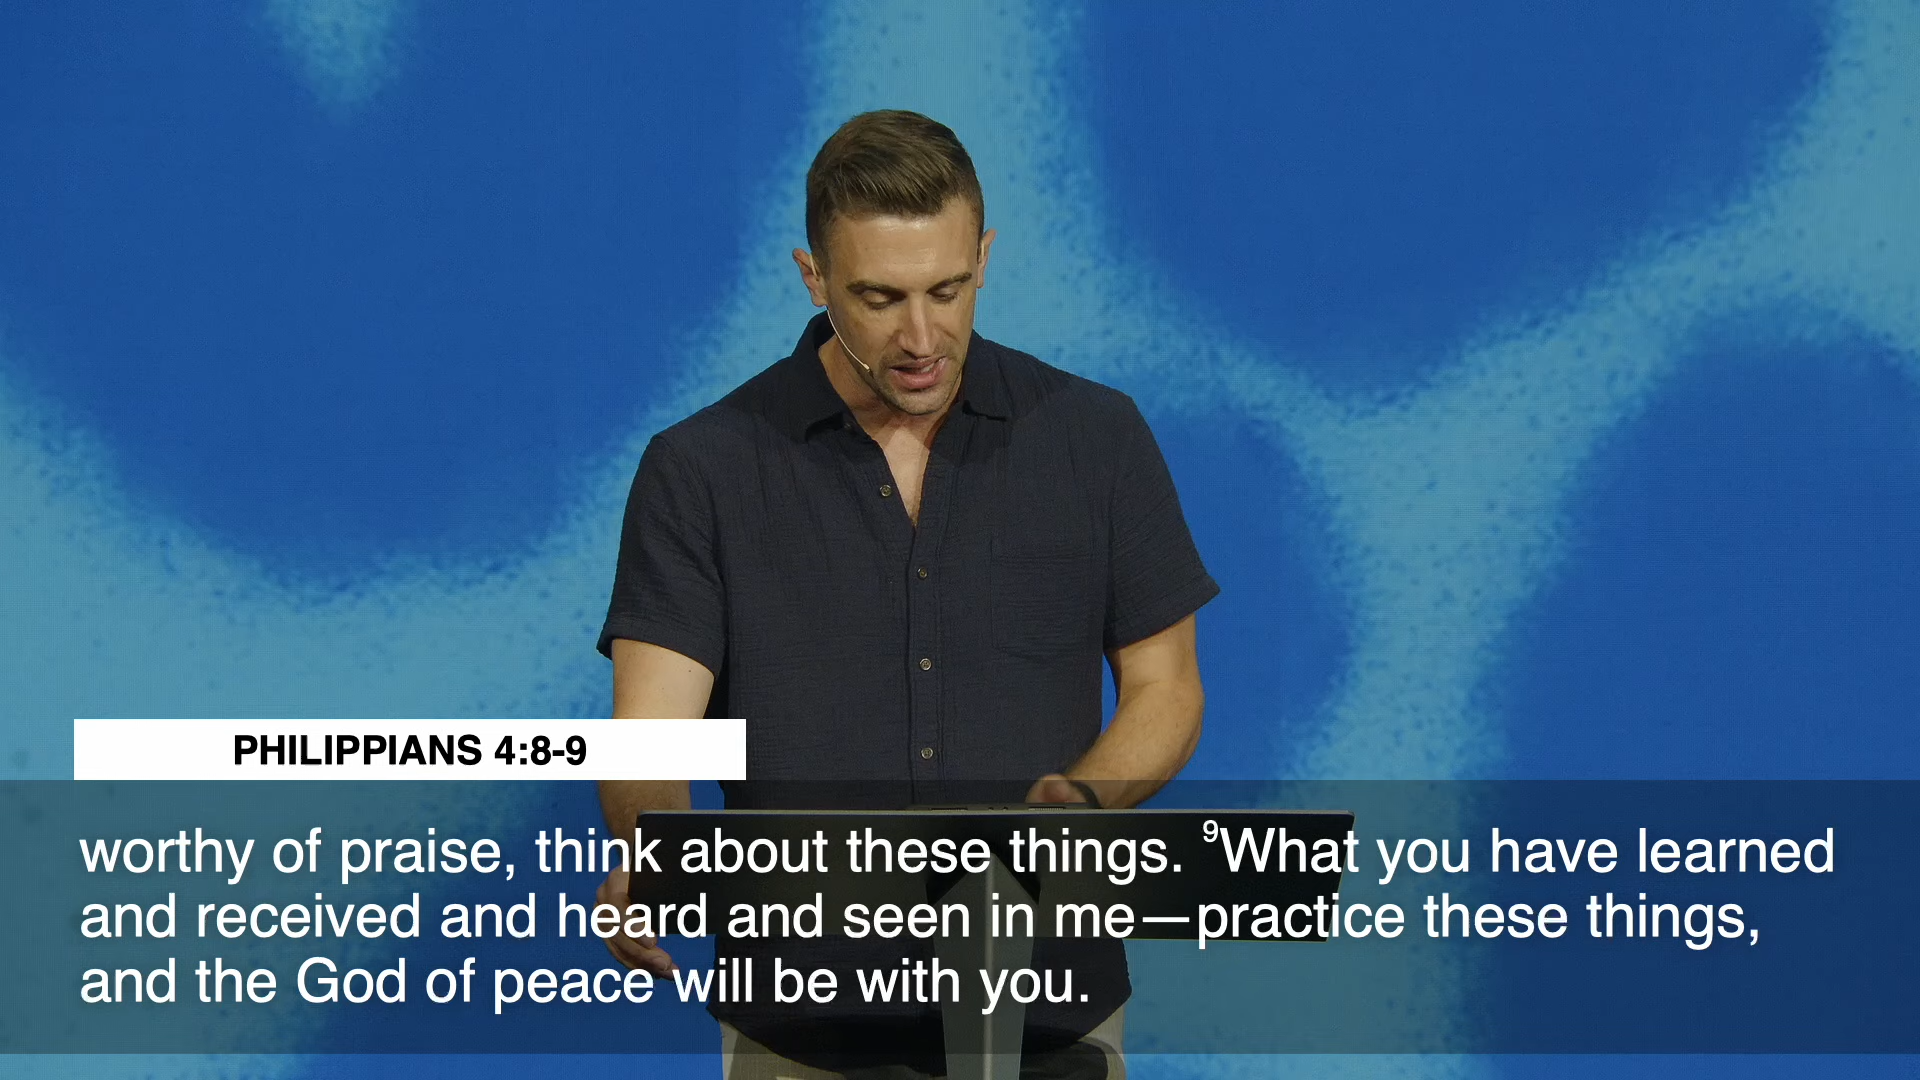 PHILIPPIANS 4:8-9
worthy of praise, think about these things. ⁹What you have learned
and received and heard and seen in me—practice these things,
and the God of peace will be with you.